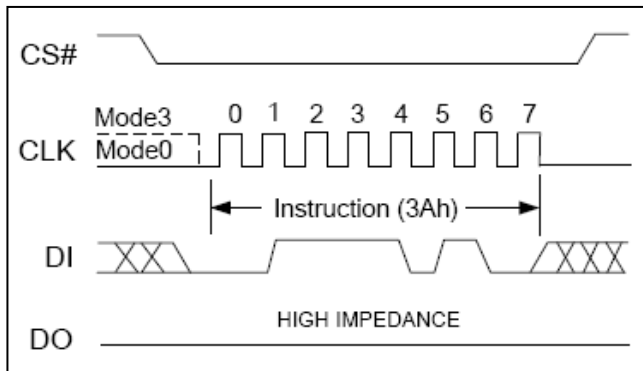 CS#
Mode3
0 1 2 3 4 5 6 7
CLK
Mode0
Instruction (3Ah)
DI
HIGH IMPEDANCE
DO